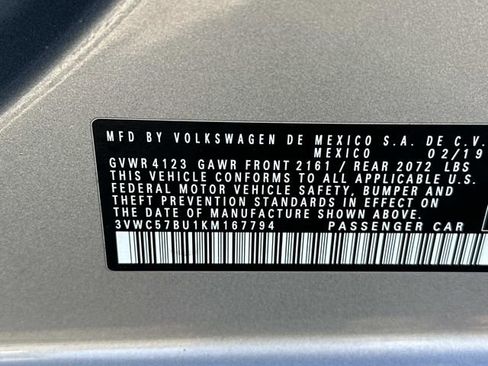 MFD BY VOLKSWAGEN DE MEXICO S.A. DE C.V.
MEXICO 02/19
GVWR 4123 GAWR FRONT 2161 / REAR 2072 LBS
THIS VEHICLE CONFORMS TO ALL APPLICABLE
FEDERAL MOTOR VEHICLE SAFETY, BUMPER AND
THEFT PREVENTION STANDARDS IN EFFECT ON THE
DATE OF MANUFACTURE SHOWN ABOVE.
3VWC57BU1KM167794 PASSENGER CAR